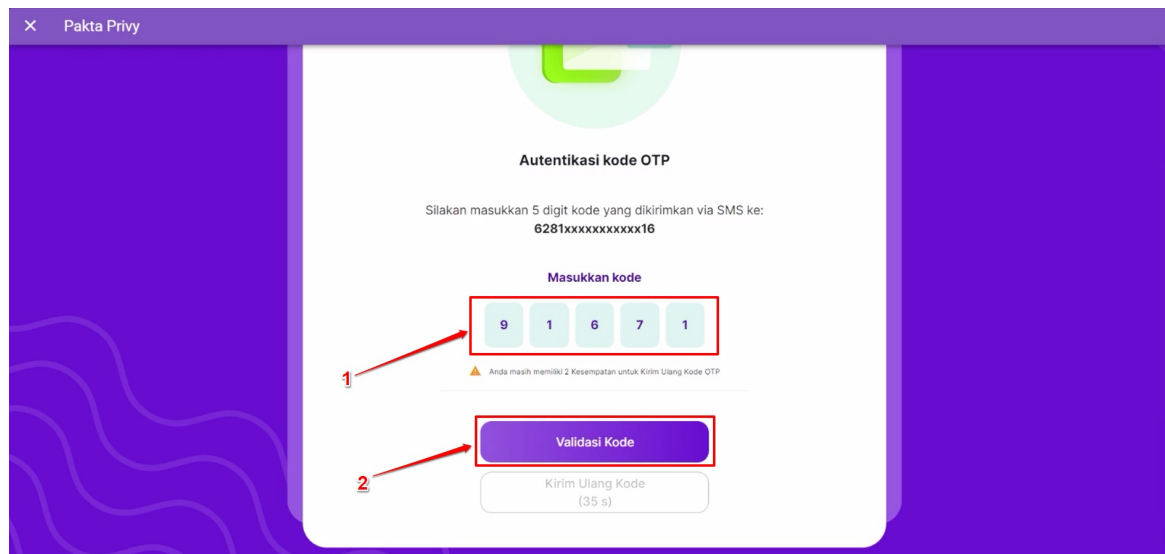 × Pakta Privy
Autentikasi kode OTP
Silakan masukkan 5 digit kode yang dikirimkan via SMS ke:
6281xxxxxxxxxxx16
Masukkan kode
9 1 6 7 1
1
Anda masih memiliki 2 Kesempatan untuk Kirim Ulang Kode OTP
Validasi Kode
2
Kirim Ulang Kode
(35 s)